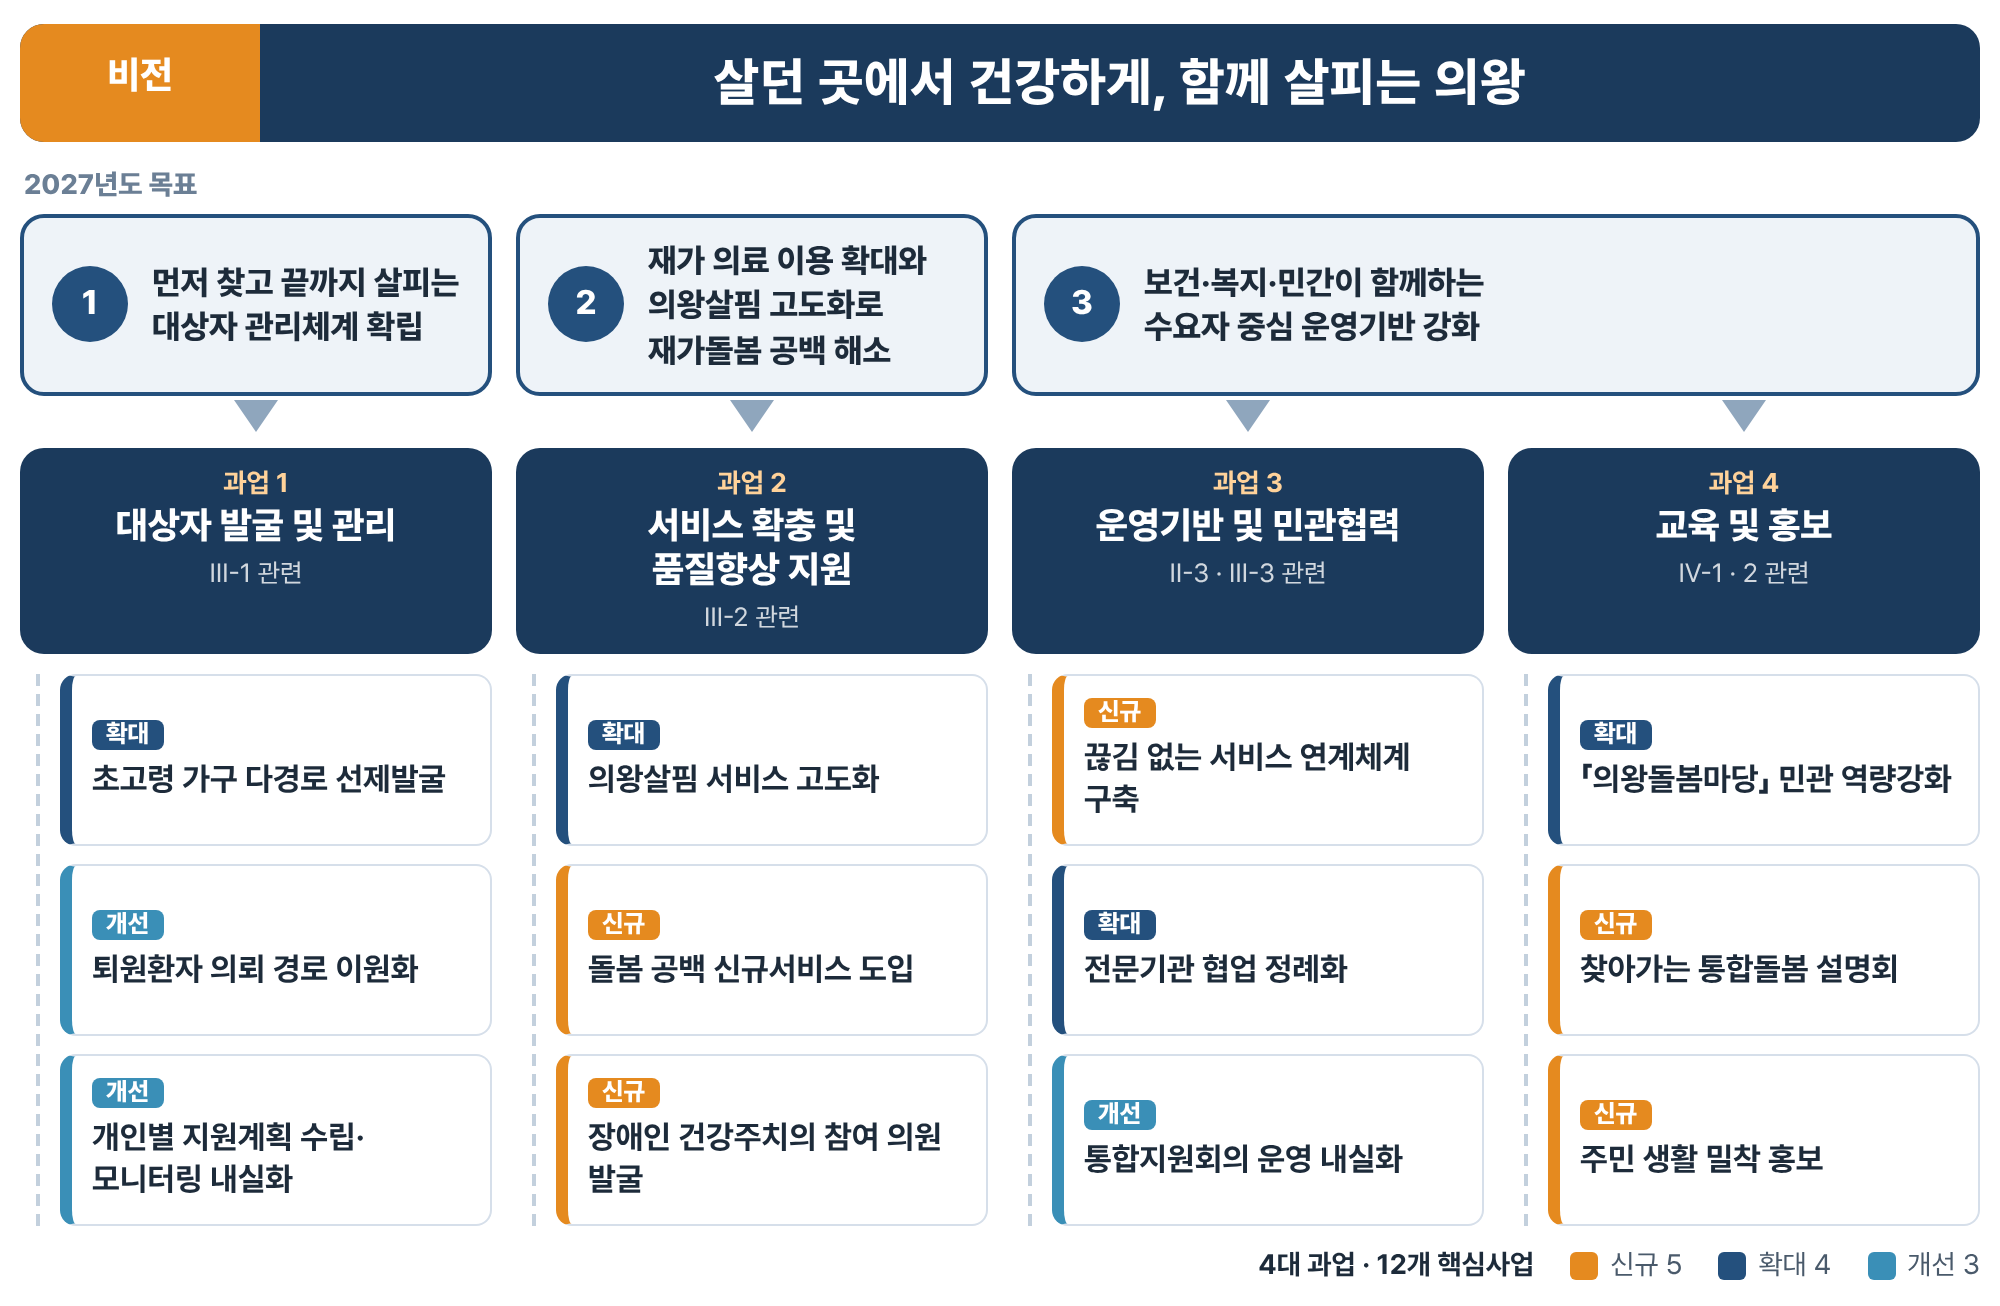 비전
살던 곳에서 건강하게, 함께 살피는 의왕
2027년도 목표
1
먼저 찾고 끝까지 살피는
대상자 관리체계 확립
2
재가 의료 이용 확대와
의왕살핌 고도화로
재가돌봄 공백 해소
3
보건·복지·민간이 함께하는
수요자 중심 운영기반 강화
과업 1
대상자 발굴 및 관리
III-1 관련
확대
초고령 가구 다경로 선제발굴
개선
퇴원환자 의뢰 경로 이원화
개선
개인별 지원계획 수립·
모니터링 내실화
과업 2
서비스 확충 및
품질향상 지원
III-2 관련
확대
의왕살핌 서비스 고도화
신규
돌봄 공백 신규서비스 도입
신규
장애인 건강주치의 참여 의원
발굴
과업 3
운영기반 및 민관협력
II-3 · III-3 관련
신규
끊김 없는 서비스 연계체계
구축
확대
전문기관 협업 정례화
개선
통합지원회의 운영 내실화
과업 4
교육 및 홍보
IV-1 · 2 관련
확대
「의왕돌봄마당」 민관 역량강화
신규
찾아가는 통합돌봄 설명회
신규
주민 생활 밀착 홍보
4대 과업 · 12개 핵심사업
신규 5
확대 4
개선 3